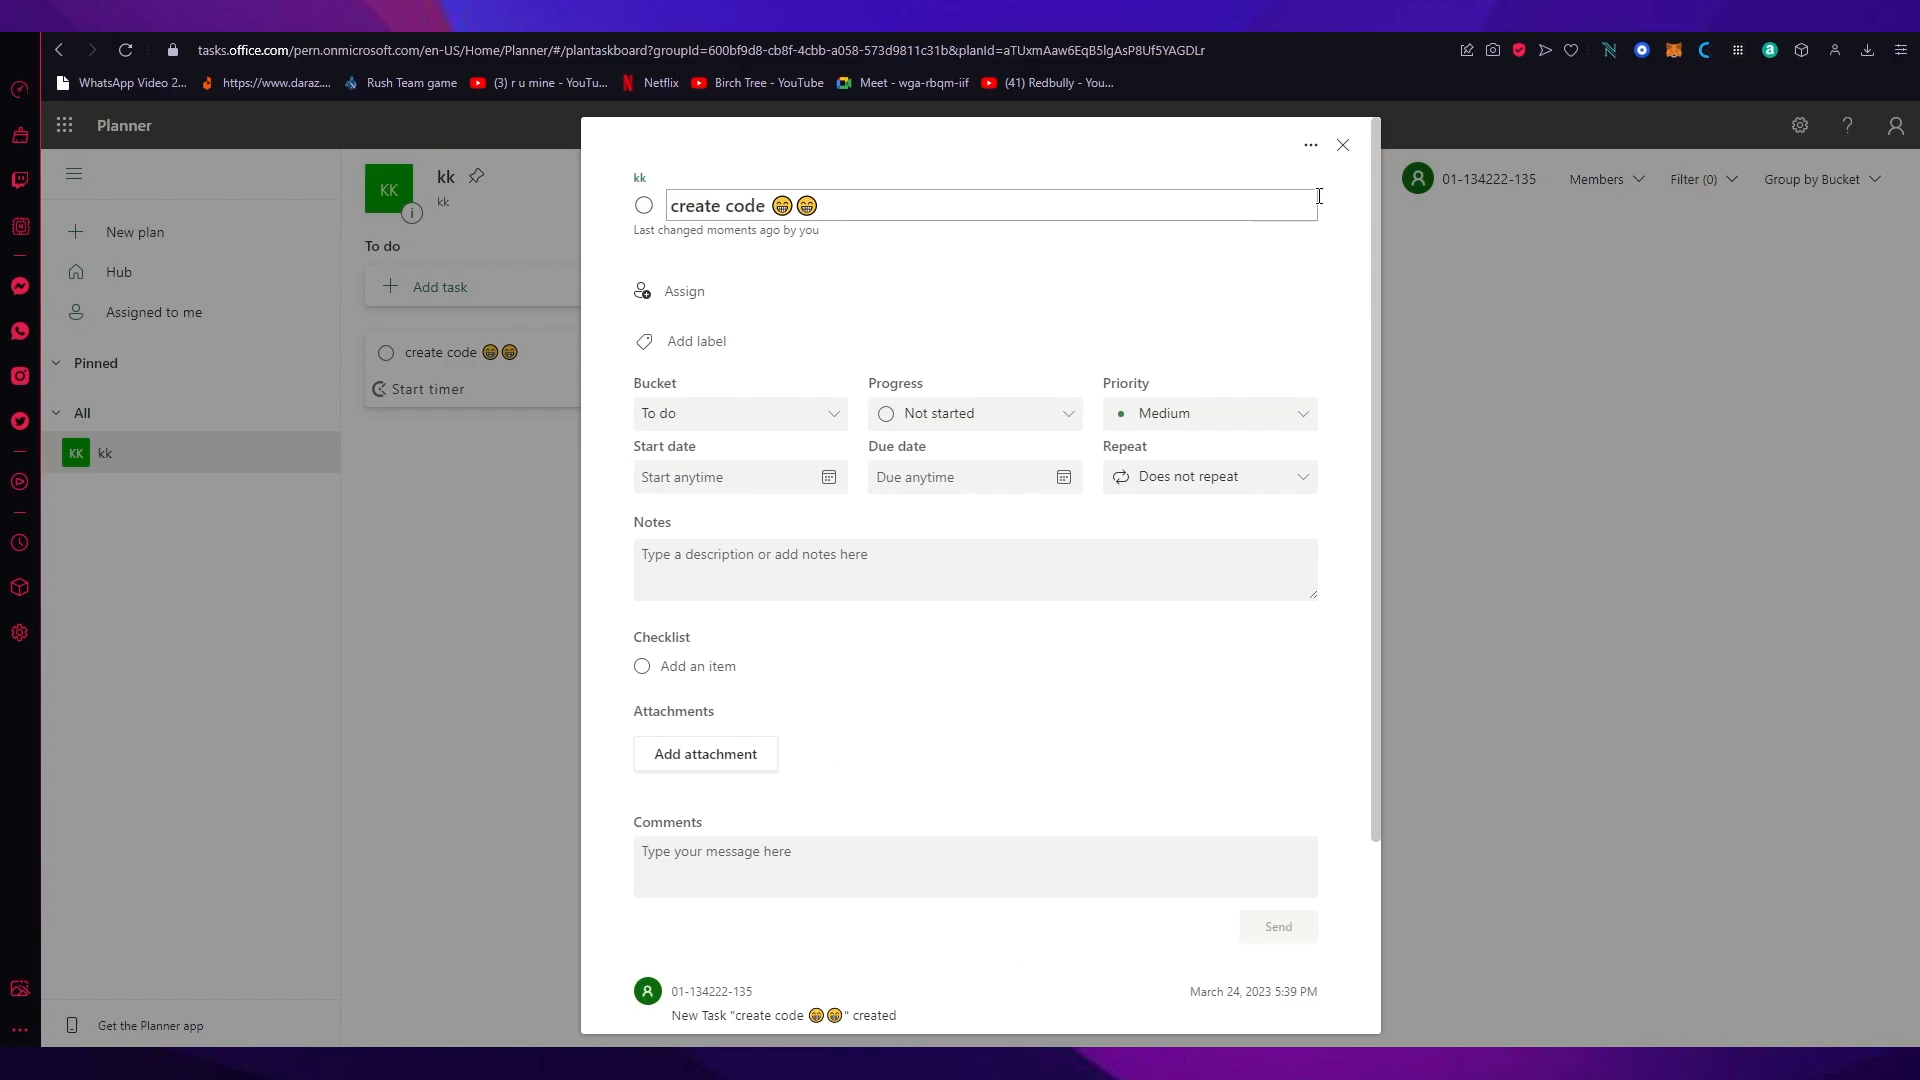 tasks.office.com/pern.onmicrosoft.com/en-US/Home/Planner/#/plantaskboard?groupId=600bf9d8-cb8f-4cbb-a058-573d9811c31b&planId=aTUxmAaw6EqB5lgAsP8Uf5YAGDLr
WhatsApp Video 2... https://www.daraz.... Rush Team game (3) r u mine - YouTu... Netflix Birch Tree - YouTube Meet - wga-rbqm-iif (41) Redbully - You...
Planner
kk
KK
kk
kk
create code 😁😁
Last changed moments ago by you
01-134222-135 Members Filter (0) Group by Bucket
New plan
Hub
Assigned to me
Pinned
All
KK kk
Get the Planner app
To do
Add task
create code 😁😁
Start timer
Assign
Add label
Bucket Progress Priority
To do Not started Medium
Start date Due date Repeat
Start anytime Due anytime Does not repeat
Notes
Type a description or add notes here
Checklist
Add an item
Attachments
Add attachment
Comments
Type your message here
Send
01-134222-135 March 24, 2023 5:39 PM
New Task "create code 😁😁" created